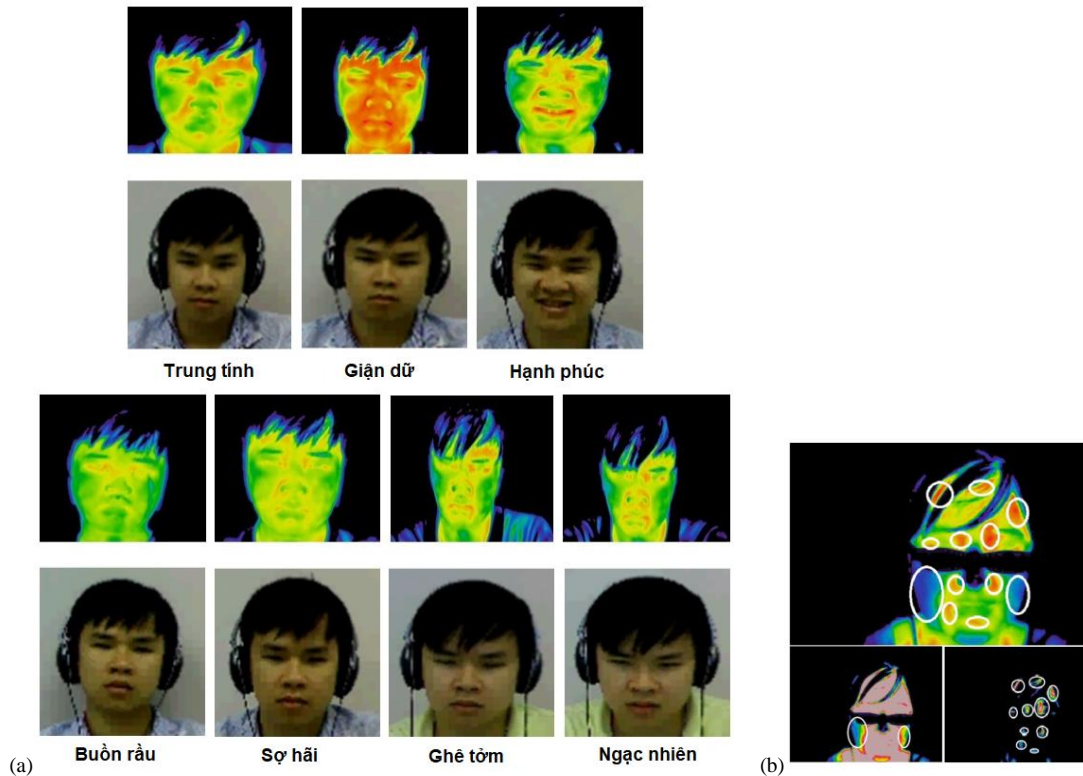 Trung tính Giận dữ Hạnh phúc
Buồn rầu Sợ hãi Ghê tởm Ngạc nhiên
(a) (b)